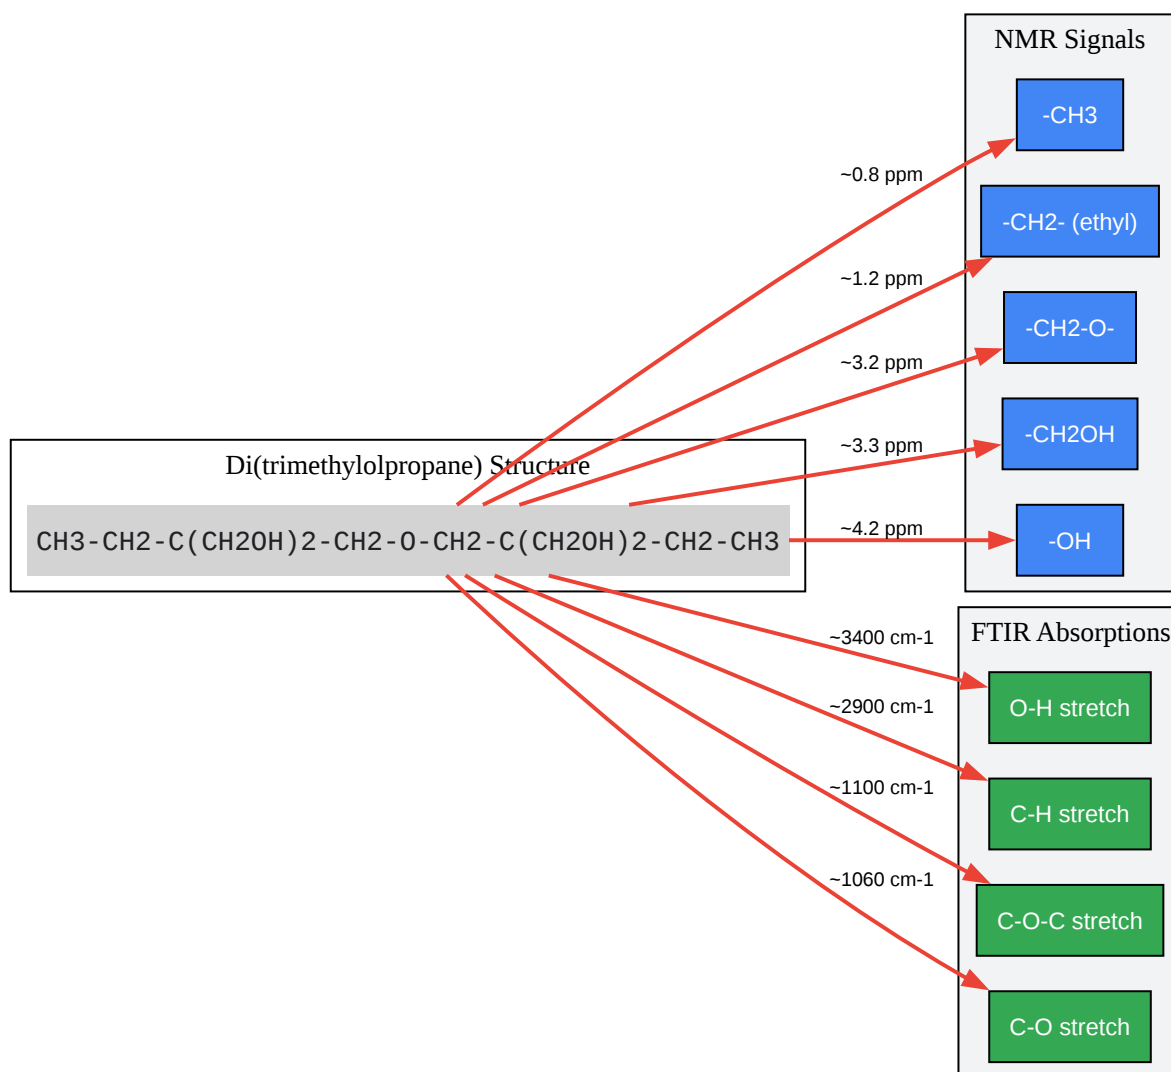 NMR Signals
-CH3
~0.8 ppm
-CH2- (ethyl)
~1.2 ppm
-CH2-O-
~3.2 ppm
-CH2OH
~3.3 ppm
Di(trimethylolpropane) Structure
CH3-CH2-C(CH2OH)2-CH2-O-CH2-C(CH2OH)2-CH2-CH3
~4.2 ppm
-OH
FTIR Absorptions
~3400 cm-1
O-H stretch
~2900 cm-1
C-H stretch
~1100 cm-1
C-O-C stretch
~1060 cm-1
C-O stretch